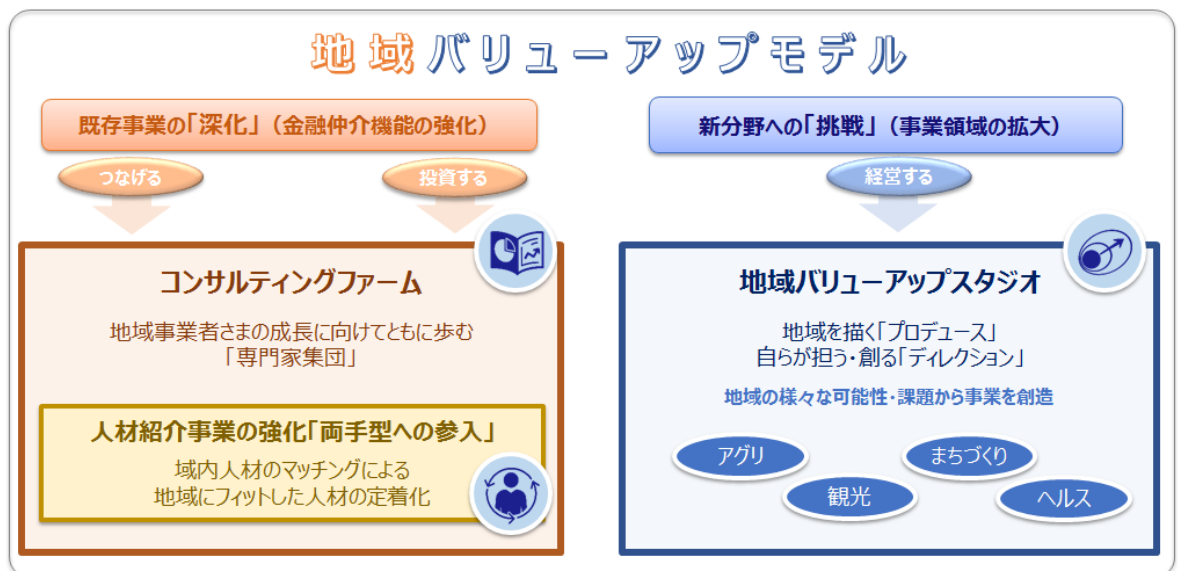 地域バリューアップモデル
既存事業の「深化」（金融仲介機能の強化）
つなげる
投資する
コンサルティングファーム
地域事業者さまの成長に向けてともに歩む
「専門家集団」
人材紹介事業の強化「両手型への参入」
域内人材のマッチングによる
地域にフィットした人材の定着化
新分野への「挑戦」（事業領域の拡大）
経営する
地域バリューアップスタジオ
地域を描く「プロデュース」
自らが担う・創る「ディレクション」
地域の様々な可能性・課題から事業を創造
アグリ
まちづくり
観光
ヘルス